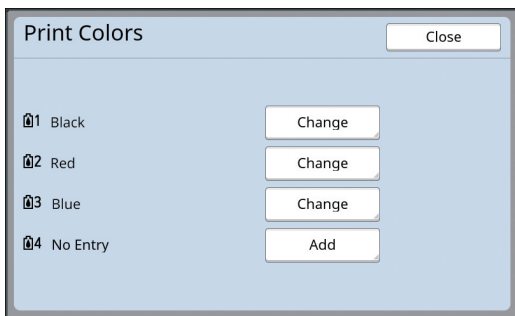 Print Colors Close
1 Black Change
2 Red Change
3 Blue Change
4 No Entry Add